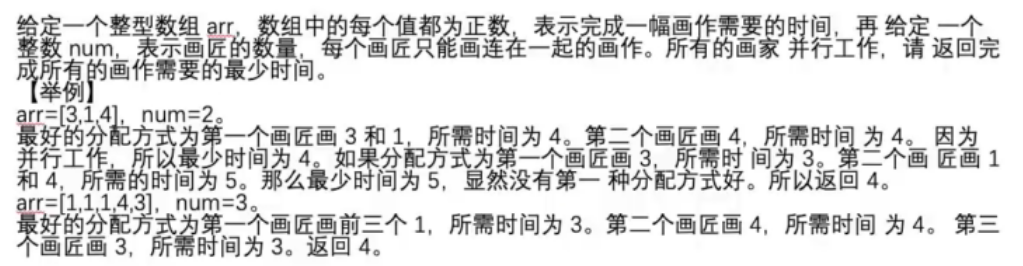 给定一个整型数组 arr，数组中的每个值都为正数，表示完成一幅画作需要的时间，再 给定 一个
整数 num，表示画匠的数量，每个画匠只能画连在一起的画作。所有的画家 并行工作，请 返回完
成所有的画作需要的最少时间。
【举例】
arr=[3,1,4]，num=2。
最好的分配方式为第一个画匠画 3 和 1，所需时间为 4。第二个画匠画 4，所需时间 为 4。 因为
并行工作，所以最少时间为 4。如果分配方式为第一个画匠画 3，所需时 间为 3。第二个画 匠画 1
和 4，所需的时间为 5。那么最少时间为 5，显然没有第一 种分配方式好。所以返回 4。
arr=[1,1,1,4,3]，num=3。
最好的分配方式为第一个画匠画前三个 1，所需时间为 3。第二个画匠画 4，所需时间 为 4。 第三
个画匠画 3，所需时间为 3。返回 4。